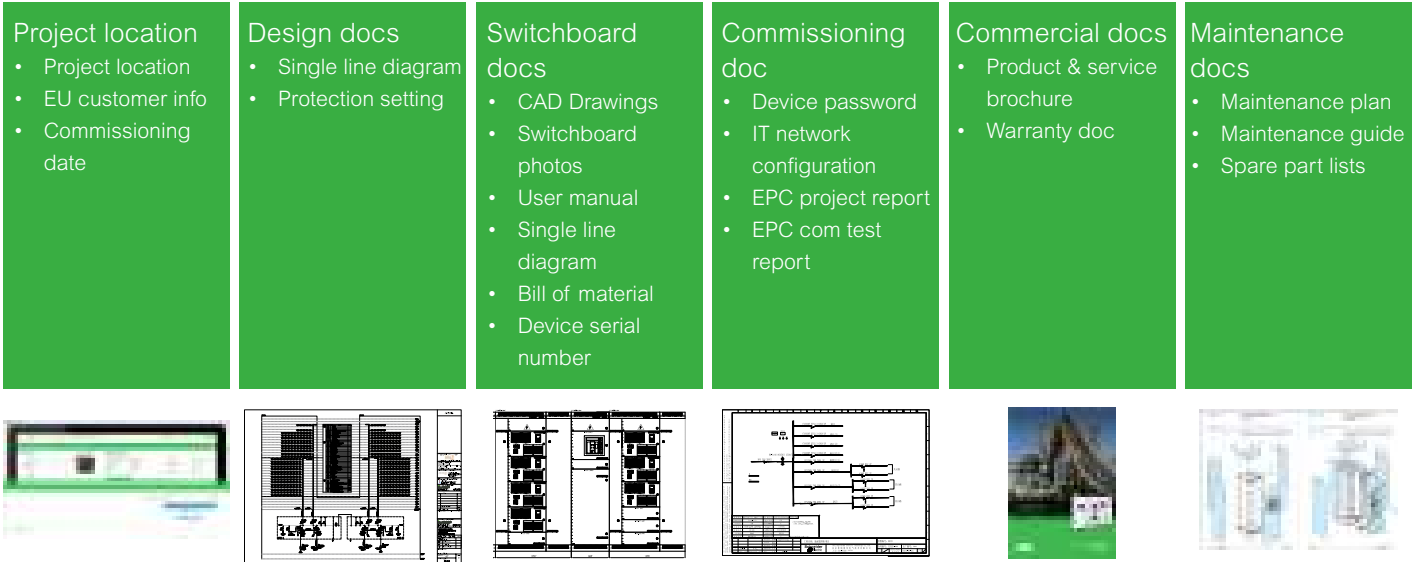 Project location
• Project location
• EU customer info
• Commissioning
date
Design docs
• Single line diagram
• Protection setting
Switchboard
docs
• CAD Drawings
• Switchboard
photos
• User manual
• Single line
diagram
• Bill of material
• Device serial
number
Commissioning
doc
• Device password
• IT network
configuration
• EPC project report
• EPC com test
report
Commercial docs
• Product & service
brochure
• Warranty doc
Maintenance
docs
• Maintenance plan
• Maintenance guide
• Spare part lists